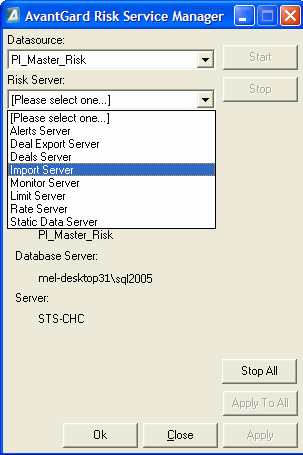 AvantGard Risk Service Manager
Datasource:
PI_Master_Risk
Start
Risk Server:
Stop
[Please select one...]
[Please select one...]
Alerts Server
Deal Export Server
Deals Server
Import Server
Monitor Server
Limit Server
Rate Server
Static Data Server
PI_Master_Risk
Database Server:
mel-desktop31\sql2005
Server:
STS-CHC
Stop All
Apply To All
Ok
Close
Apply